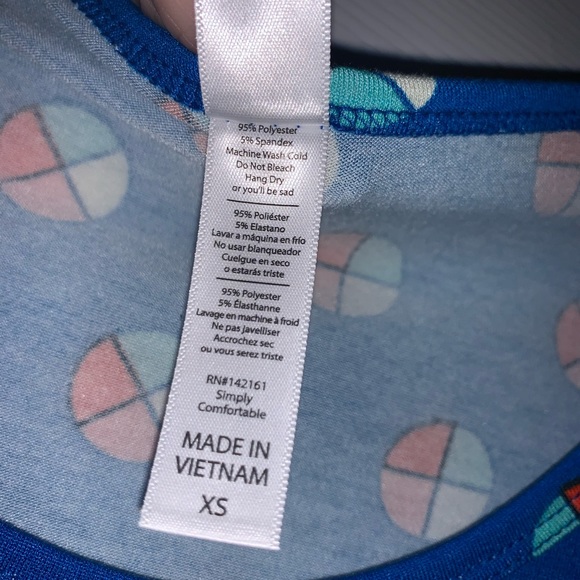 95% Polyester
5% Spandex
Machine Wash Cold
Do Not Bleach
Hang Dry
or you'll be sad
95% Poliéster
5% Elastano
Lavar a máquina en frío
No usar blanqueador
Cuelgue en seco
o estarás triste
95% Polyester
5% Élasthanne
Lavage en machine à froid
Ne pas javelliser
Accrochez sec
ou vous serez triste
RN#142161
Simply
Comfortable
MADE IN
VIETNAM
XS